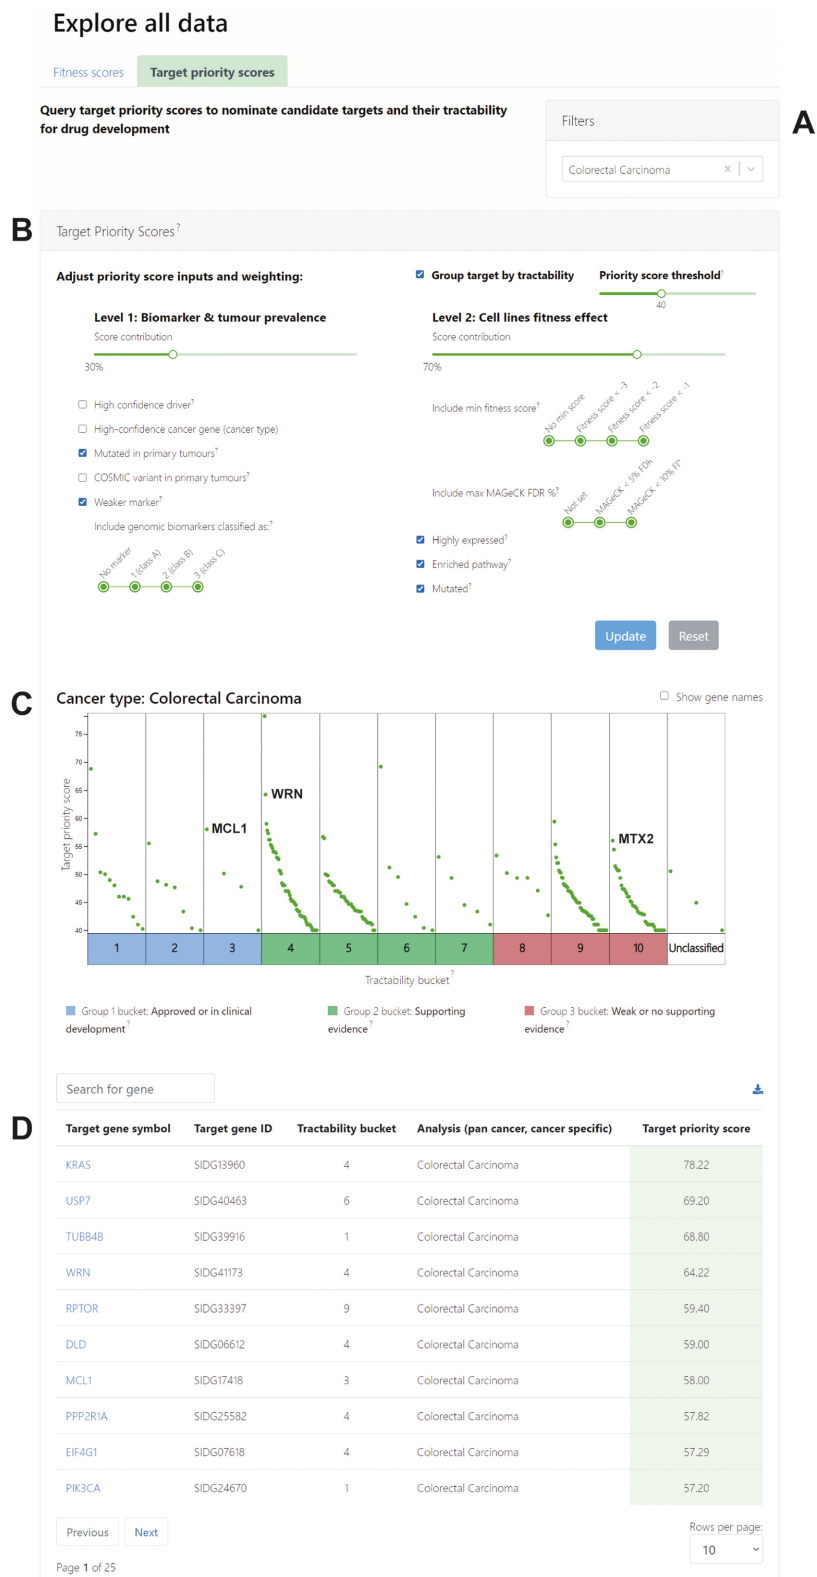 Explore all data
Fitness scores
Target priority scores
Query target priority scores to nominate candidate targets and their tractability
for drug development
Filters
A
Colorectal Carcinoma
B
Target Priority Scores?
Adjust priority score inputs and weighting:
Group target by tractability
Priority score threshold?
40
Level 1: Biomarker & tumour prevalence
Score contribution
30%
Level 2: Cell lines fitness effect
Score contribution
70%
High confidence driver?
High-confidence cancer gene (cancer type)
Mutated in primary tumours?
COSMIC variant in primary tumours?
Weaker marker?
Include genomic biomarkers classified as:?
No marker
1 (class A)
2 (class B)
3 (class C)
Include min fitness score?
No min score
Fitness score < -3
Fitness score < -2
Fitness score < -1
Include max MAGeCK FDR %?
Not set
MAGeCK < 5% FDR
MAGeCK < 10% FD
Highly expressed?
Enriched pathway?
Mutated?
Update
Reset
C
Cancer type: Colorectal Carcinoma
Show gene names
Target priority score
75
70
65
60
55
50
45
40
MCL1
WRN
MTX2
1
2
3
4
5
6
7
8
9
10
Unclassified
Tractability bucket?
Group 1 bucket: Approved or in clinical
development?
Group 2 bucket: Supporting
evidence?
Group 3 bucket: Weak or no supporting
evidence?
Search for gene
D
Target gene symbol Target gene ID Tractability bucket Analysis (pan cancer, cancer specific) Target priority score
KRAS SIDG13960 4 Colorectal Carcinoma 78.22
USP7 SIDG40463 6 Colorectal Carcinoma 69.20
TUBB4B SIDG39916 1 Colorectal Carcinoma 68.80
WRN SIDG41173 4 Colorectal Carcinoma 64.22
RPTOR SIDG33397 9 Colorectal Carcinoma 59.40
DLD SIDG06612 4 Colorectal Carcinoma 59.00
MCL1 SIDG17418 3 Colorectal Carcinoma 58.00
PPP2R1A SIDG25582 4 Colorectal Carcinoma 57.82
EIF4G1 SIDG07618 4 Colorectal Carcinoma 57.29
PIK3CA SIDG24670 1 Colorectal Carcinoma 57.20
Previous
Next
Rows per page:
10
Page 1 of 25